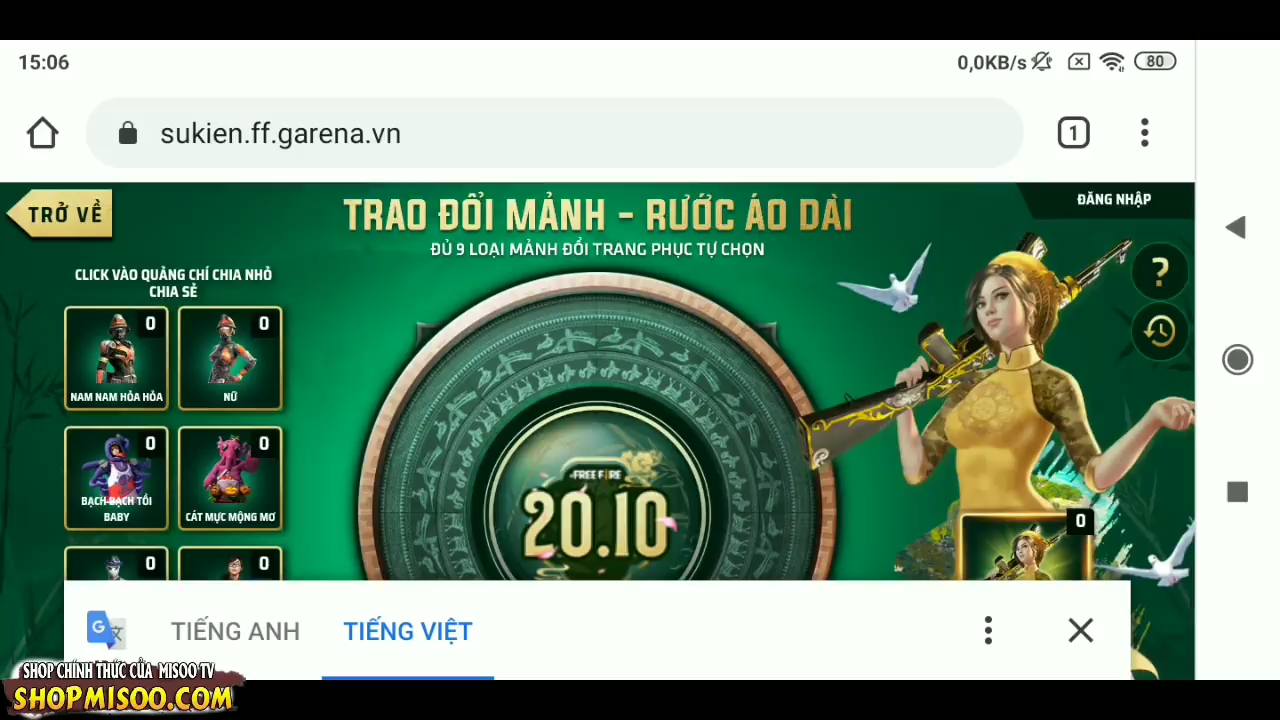 15:06
0,0KB/s
80
sukien.ff.garena.vn
1
TRỞ VỀ
TRAO ĐỔI MẢNH - RƯỚC ÁO DÀI
ĐĂNG NHẬP
ĐỦ 9 LOẠI MẢNH ĐỔI TRANG PHỤC TỰ CHỌN
CLICK VÀO QUẢNG CHÍ CHIA NHỎ
CHIA SẺ
?
0
0
NAM NAM HỎA HỎA
NỮ
0
0
BẠCH BẠCH TỐI
BABY
CÁT MỰC MỘNG MƠ
FREE FIRE
20.10
0
0
0
G
文
TIẾNG ANH
TIẾNG VIỆT
SHOP CHÍNH THỨC CỦA MISOO TV
SHOPMISOO.COM